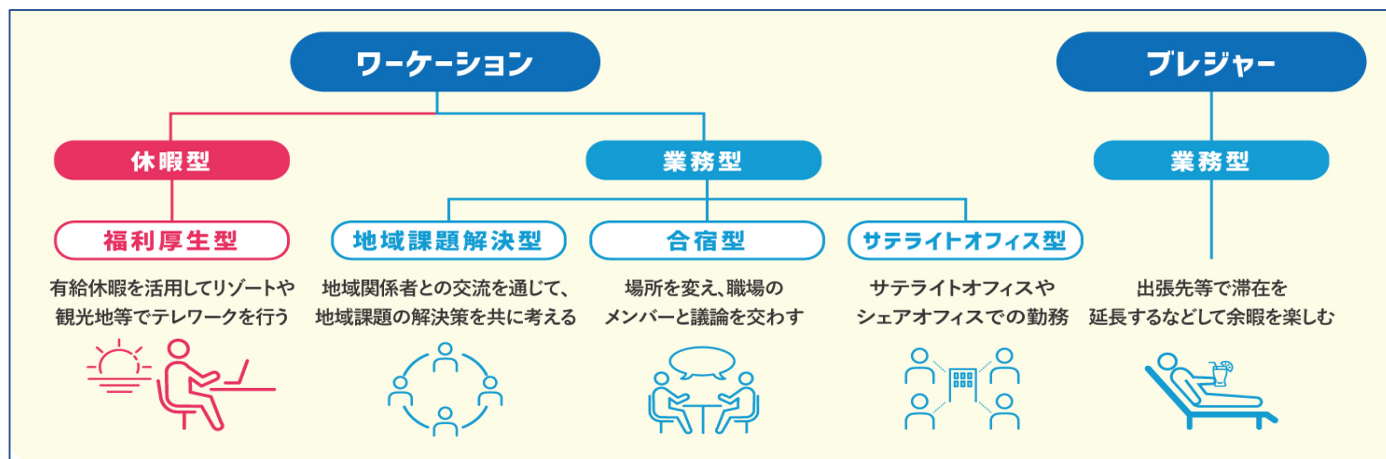 ワーケーション
ブレジャー
休暇型
業務型
業務型
福利厚生型
地域課題解決型
合宿型
サテライトオフィス型
有給休暇を活用してリゾートや
観光地等でテレワークを行う
地域関係者との交流を通じて、
地域課題の解決策を共に考える
場所を変え、職場の
メンバーと議論を交わす
サテライトオフィスや
シェアオフィスでの勤務
出張先等で滞在を
延長するなどして余暇を楽しむ